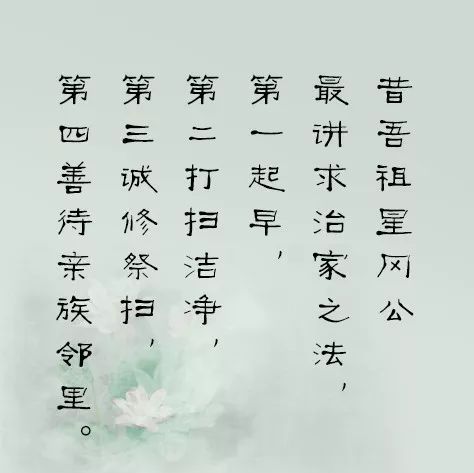 昔吾祖星冈公
最讲求治家之法，
第一起早，
第二打扫洁净，
第三诚修祭扫，
第四善待亲族邻里。